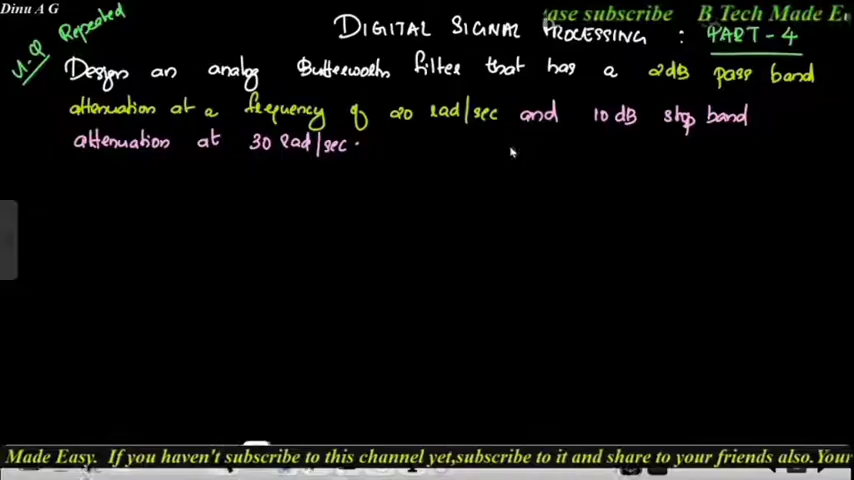 Dinu A G
ase subscribe B Tech Made E
DIGITAL SIGNAL PROCESSING : PART-4
U.Q Repeated
Design an analog Butterworth filter that has a 2dB pass band
attenuation at a frequency of 20 rad/sec and 10 dB stop band
attenuation at 30 rad/sec.
Made Easy. If you haven't subscribe to this channel yet,subscribe to it and share to your friends also.Your